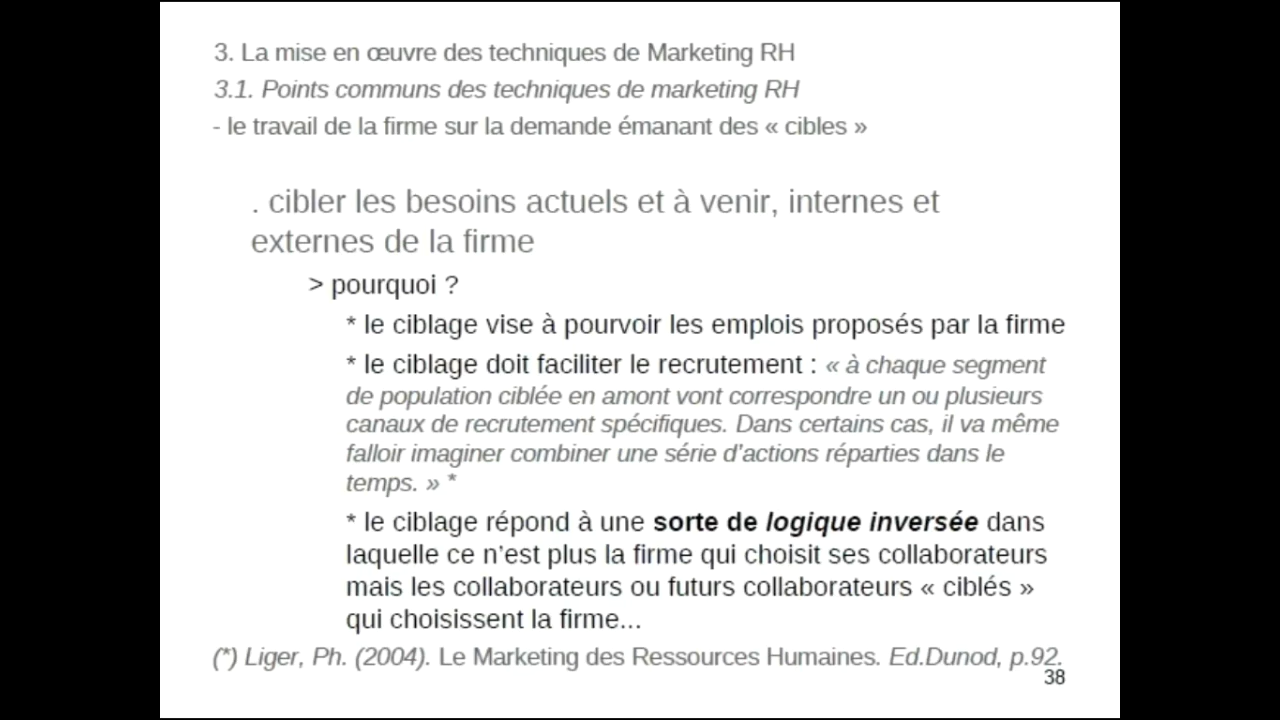 3. La mise en œuvre des techniques de Marketing RH
3.1. Points communs des techniques de marketing RH
- le travail de la firme sur la demande émanant des « cibles »
. cibler les besoins actuels et à venir, internes et
externes de la firme
> pourquoi ?
* le ciblage vise à pourvoir les emplois proposés par la firme
* le ciblage doit faciliter le recrutement : « à chaque segment
de population ciblée en amont vont correspondre un ou plusieurs
canaux de recrutement spécifiques. Dans certains cas, il va même
falloir imaginer combiner une série d'actions réparties dans le
temps. » *
* le ciblage répond à une sorte de logique inversée dans
laquelle ce n'est plus la firme qui choisit ses collaborateurs
mais les collaborateurs ou futurs collaborateurs « ciblés »
qui choisissent la firme...
(*) Liger, Ph. (2004). Le Marketing des Ressources Humaines. Ed.Dunod, p.92.
38